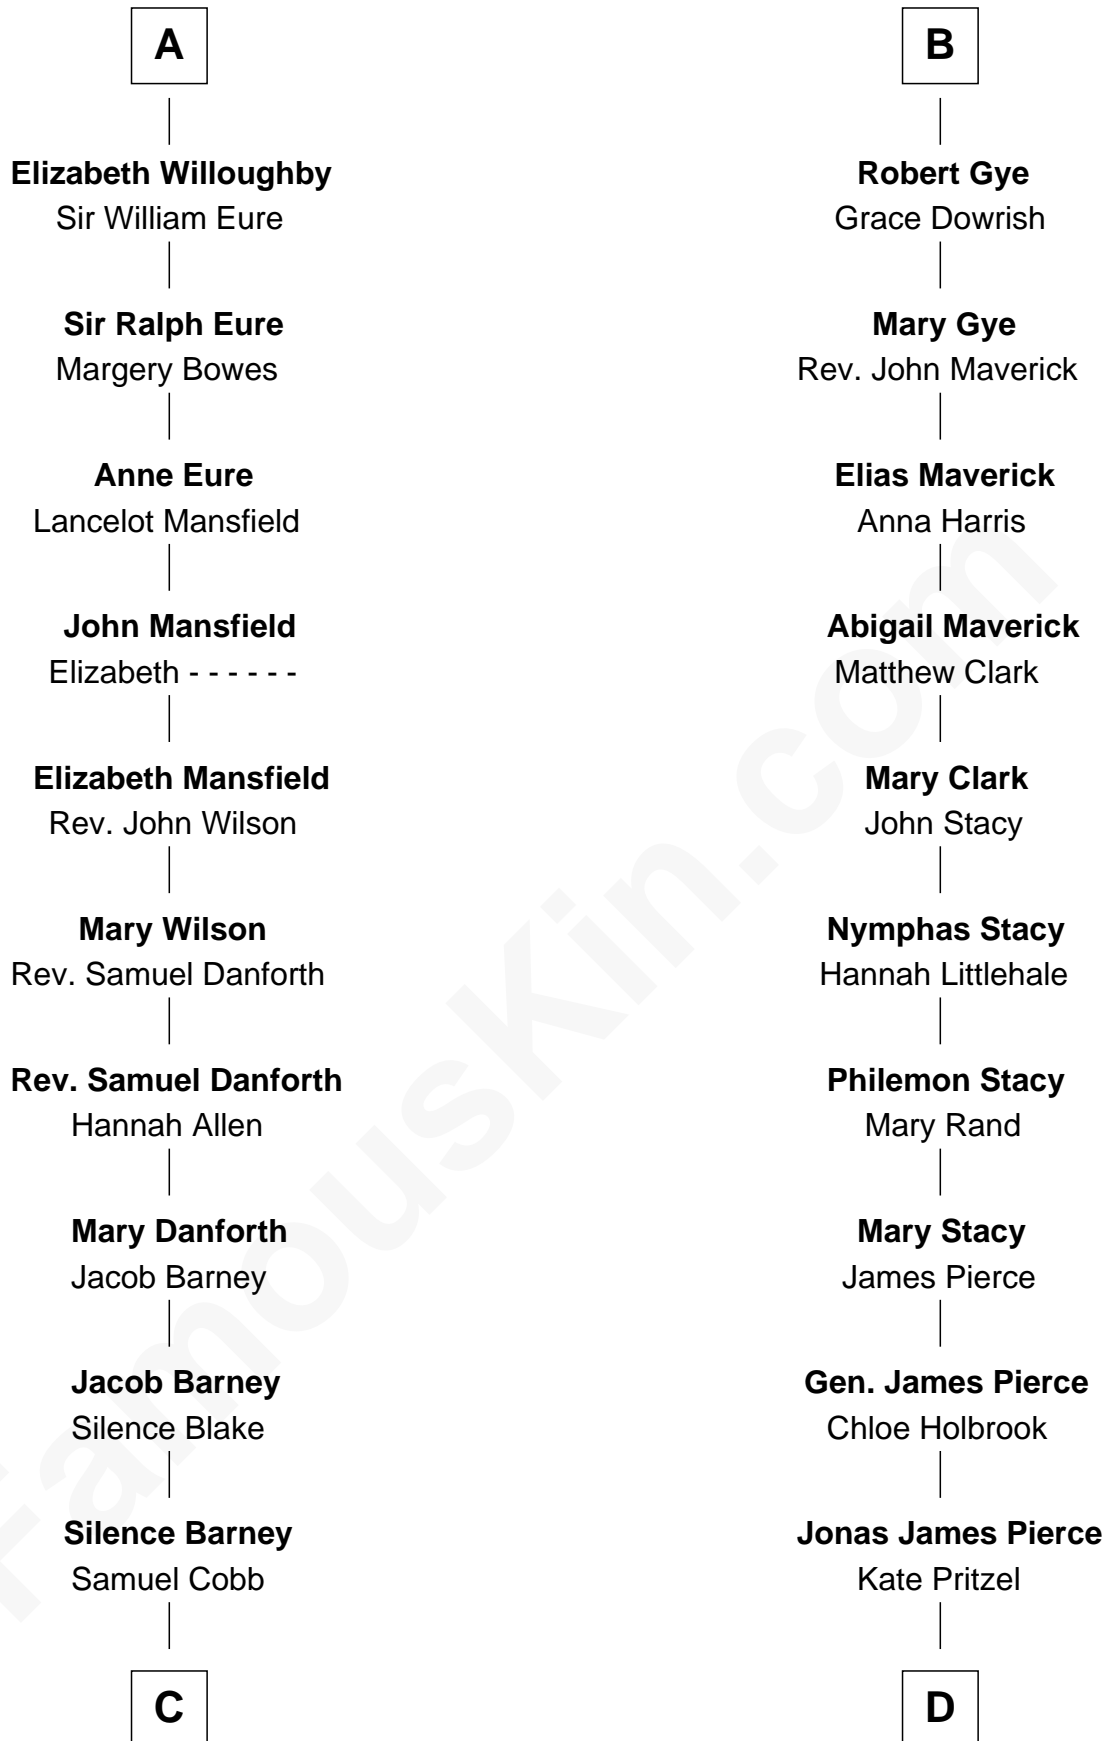 A
Elizabeth Willoughby
Sir William Eure
Sir Ralph Eure
Margery Bowes
Anne Eure
Lancelot Mansfield
John Mansfield
Elizabeth - - - - - -
Elizabeth Mansfield
Rev. John Wilson
Mary Wilson
Rev. Samuel Danforth
Rev. Samuel Danforth
Hannah Allen
Mary Danforth
Jacob Barney
Jacob Barney
Silence Blake
Silence Barney
Samuel Cobb
C
B
Robert Gye
Grace Dowrish
Mary Gye
Rev. John Maverick
Elias Maverick
Anna Harris
Abigail Maverick
Matthew Clark
Mary Clark
John Stacy
Nymphas Stacy
Hannah Littlehale
Philemon Stacy
Mary Rand
Mary Stacy
James Pierce
Gen. James Pierce
Chloe Holbrook
Jonas James Pierce
Kate Pritzel
D
FamousKin.com